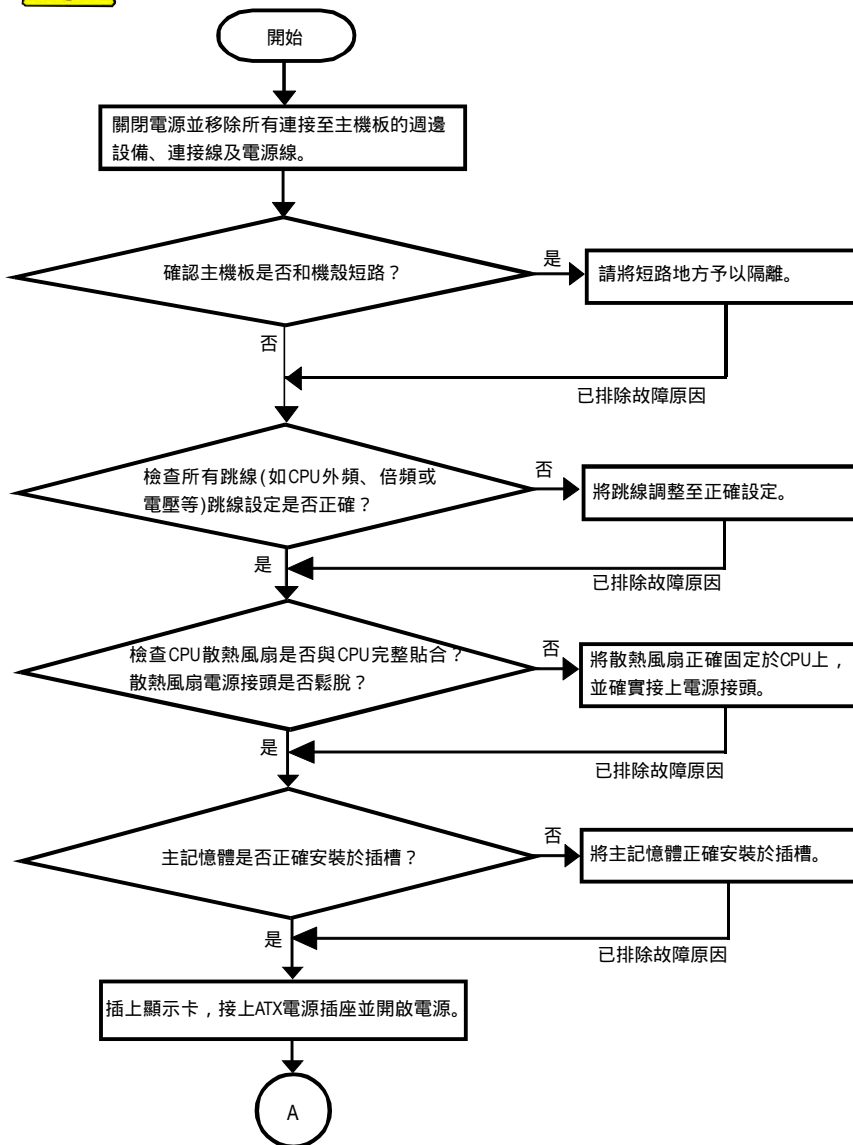 開始
關閉電源並移除所有連接至主機板的週邊
設備、連接線及電源線。
確認主機板是否和機殼短路？
是
請將短路地方予以隔離。
否
已排除故障原因
檢查所有跳線(如CPU外頻、倍頻或
電壓等)跳線設定是否正確？
否
將跳線調整至正確設定。
是
已排除故障原因
檢查CPU散熱風扇是否與CPU完整貼合？
散熱風扇電源接頭是否鬆脫？
否
將散熱風扇正確固定於CPU上，
並確實接上電源接頭。
是
已排除故障原因
主記憶體是否正確安裝於插槽？
否
將主記憶體正確安裝於插槽。
是
已排除故障原因
插上顯示卡，接上ATX電源插座並開啟電源。
A